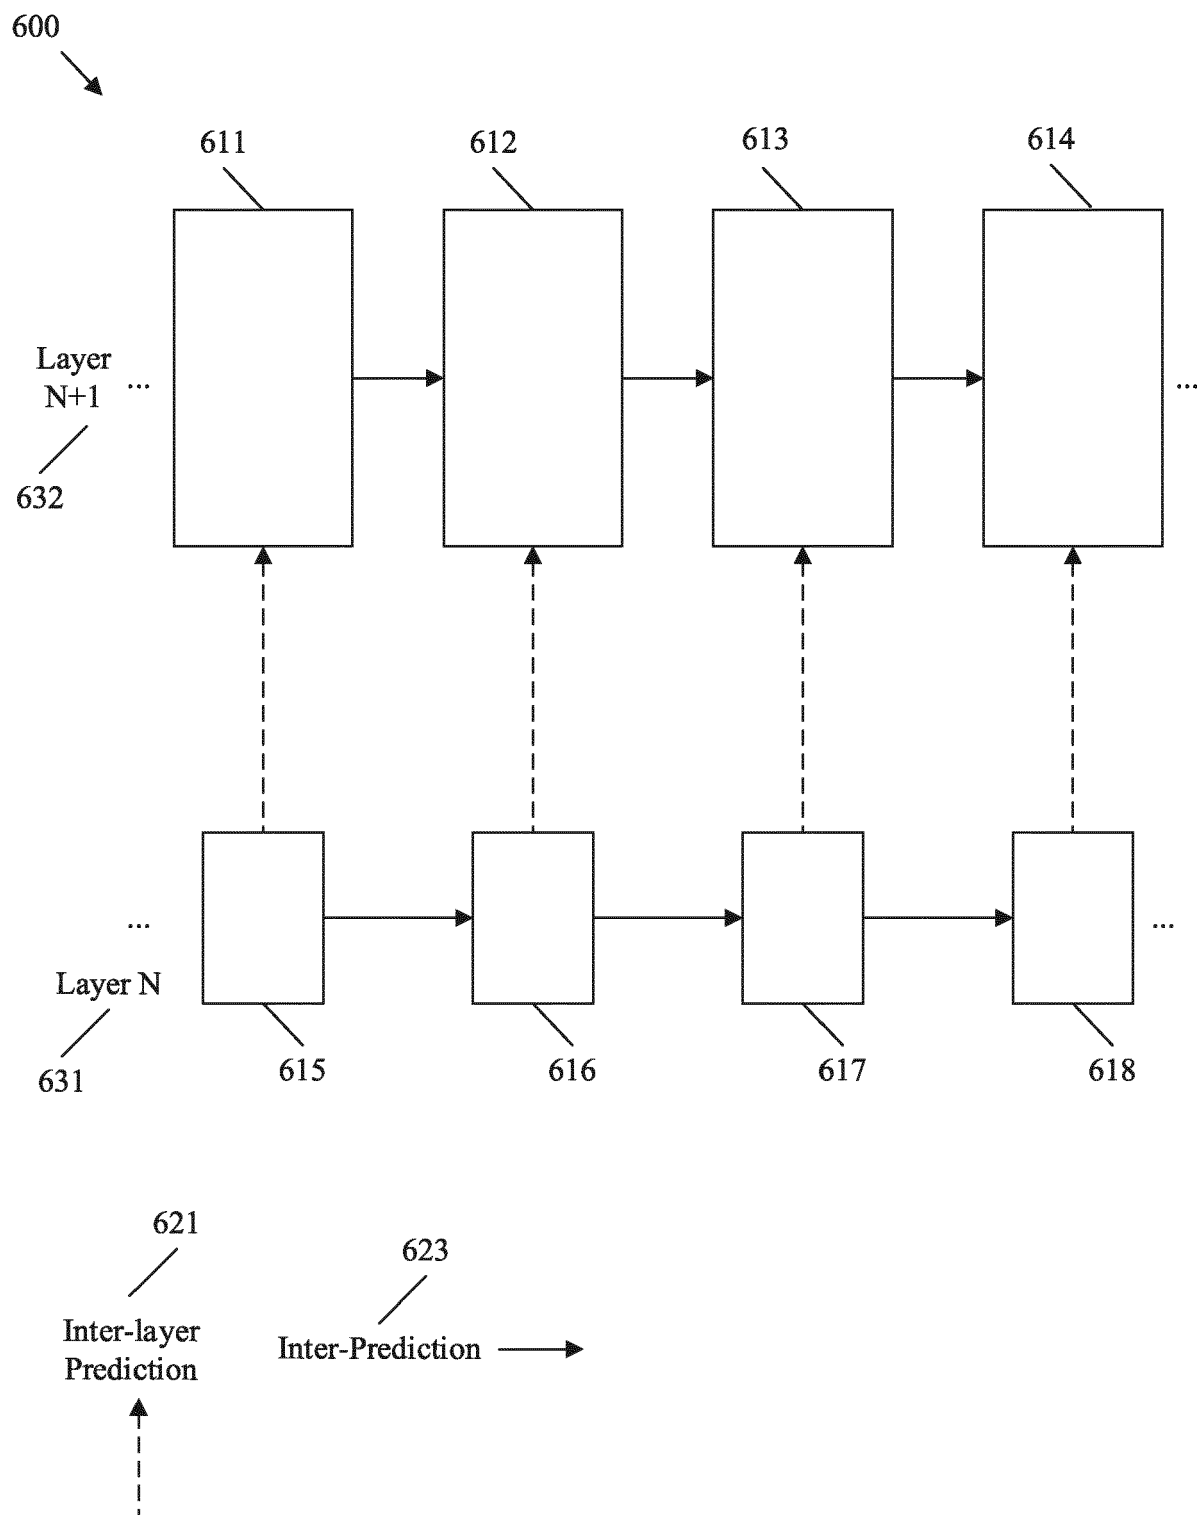 600
611
612
613
614
Layer
N+1
...
...
632
...
...
Layer N
631
615
616
617
618
621
623
Inter-layer
Prediction
Inter-Prediction